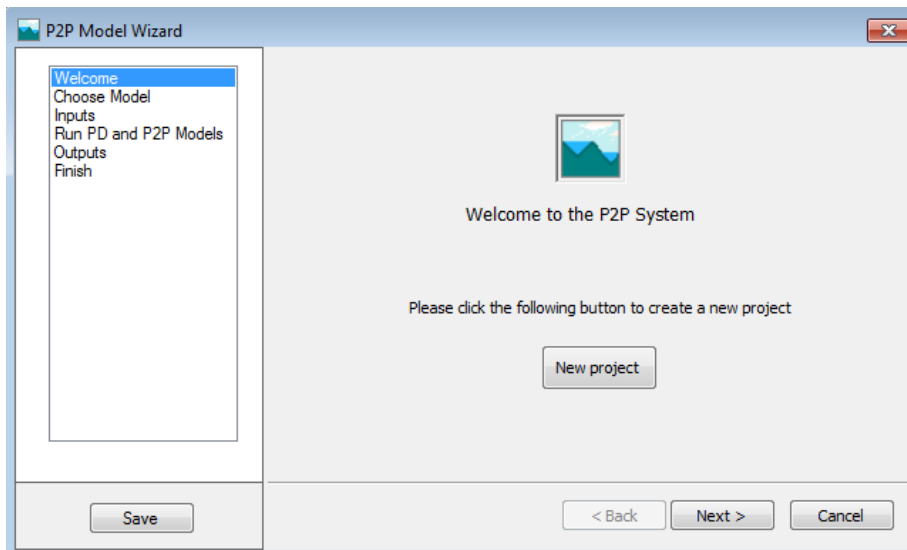 P2P Model Wizard
Welcome
Choose Model
Inputs
Run PD and P2P Models
Outputs
Finish
Welcome to the P2P System
Please click the following button to create a new project
New project
Save
< Back
Next >
Cancel